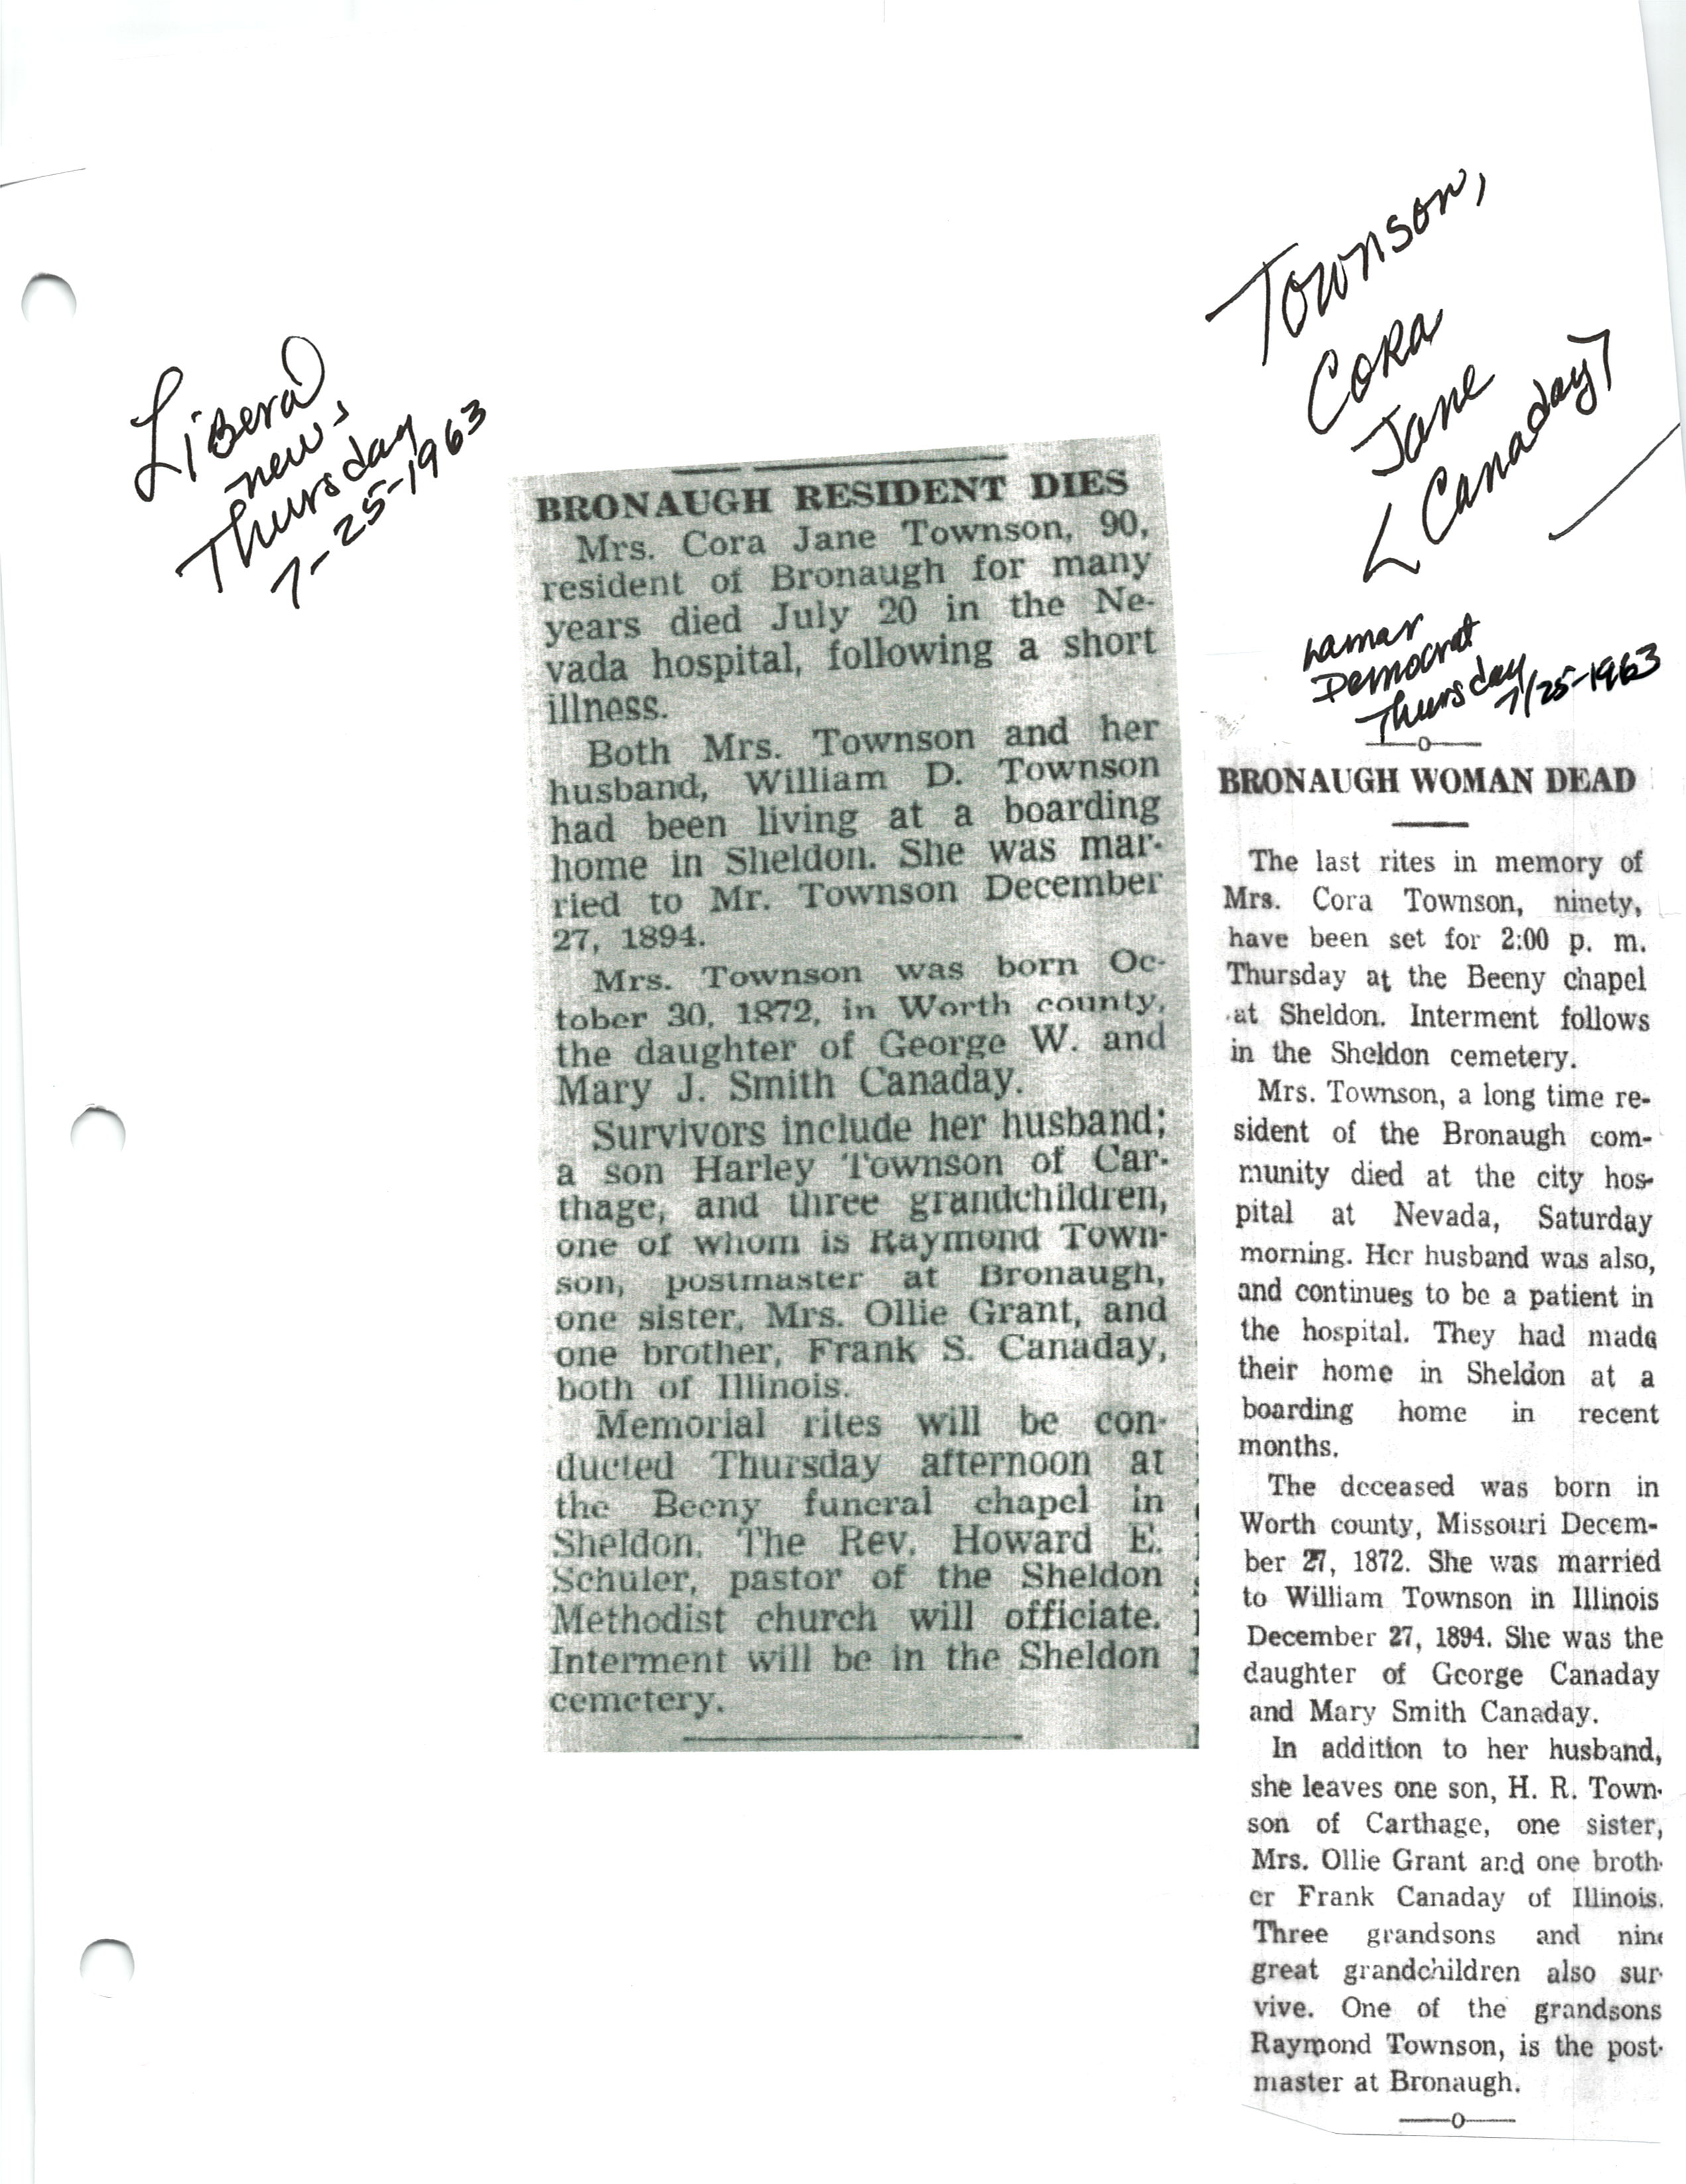 Liberal
news
Thursday
7-25-1963
Townson,
Cora
Jane
(Canaday)
Lamar
Democrat
Thursday
7/25-1963
BRONAUGH RESIDENT DIES
Mrs. Cora Jane Townson, 90,
resident of Bronaugh for many
years died July 20 in the Ne-
vada hospital, following a short
illness.
Both Mrs. Townson and her
husband, William D. Townson
had been living at a boarding
home in Sheldon. She was mar-
ried to Mr. Townson December
27, 1894.
Mrs. Townson was born Oc-
tober 30, 1872, in Worth county,
the daughter of George W. and
Mary J. Smith Canaday.
Survivors include her husband;
a son Harley Townson of Car-
thage, and three grandchildren,
one of whom is Raymond Town-
son, postmaster at Bronaugh,
one sister, Mrs. Ollie Grant, and
one brother, Frank S. Canaday,
both of Illinois.
Memorial rites will be con-
ducted Thursday afternoon at
the Beeny funeral chapel in
Sheldon. The Rev. Howard E.
Schuler, pastor of the Sheldon
Methodist church will officiate.
Interment will be in the Sheldon
cemetery.
BRONAUGH WOMAN DEAD
The last rites in memory of
Mrs. Cora Townson, ninety,
have been set for 2:00 p. m.
Thursday at the Beeny chapel
at Sheldon. Interment follows
in the Sheldon cemetery.
Mrs. Townson, a long time re-
sident of the Bronaugh com-
munity died at the city hos-
pital at Nevada, Saturday
morning. Her husband was also,
and continues to be a patient in
the hospital. They had made
their home in Sheldon at a
boarding home in recent
months.
The deceased was born in
Worth county, Missouri Decem-
ber 27, 1872. She was married
to William Townson in Illinois
December 27, 1894. She was the
daughter of George Canaday
and Mary Smith Canaday.
In addition to her husband,
she leaves one son, H. R. Town-
son of Carthage, one sister,
Mrs. Ollie Grant and one broth-
er Frank Canaday of Illinois.
Three grandsons and nine
great grandchildren also sur-
vive. One of the grandsons
Raymond Townson, is the post-
master at Bronaugh.